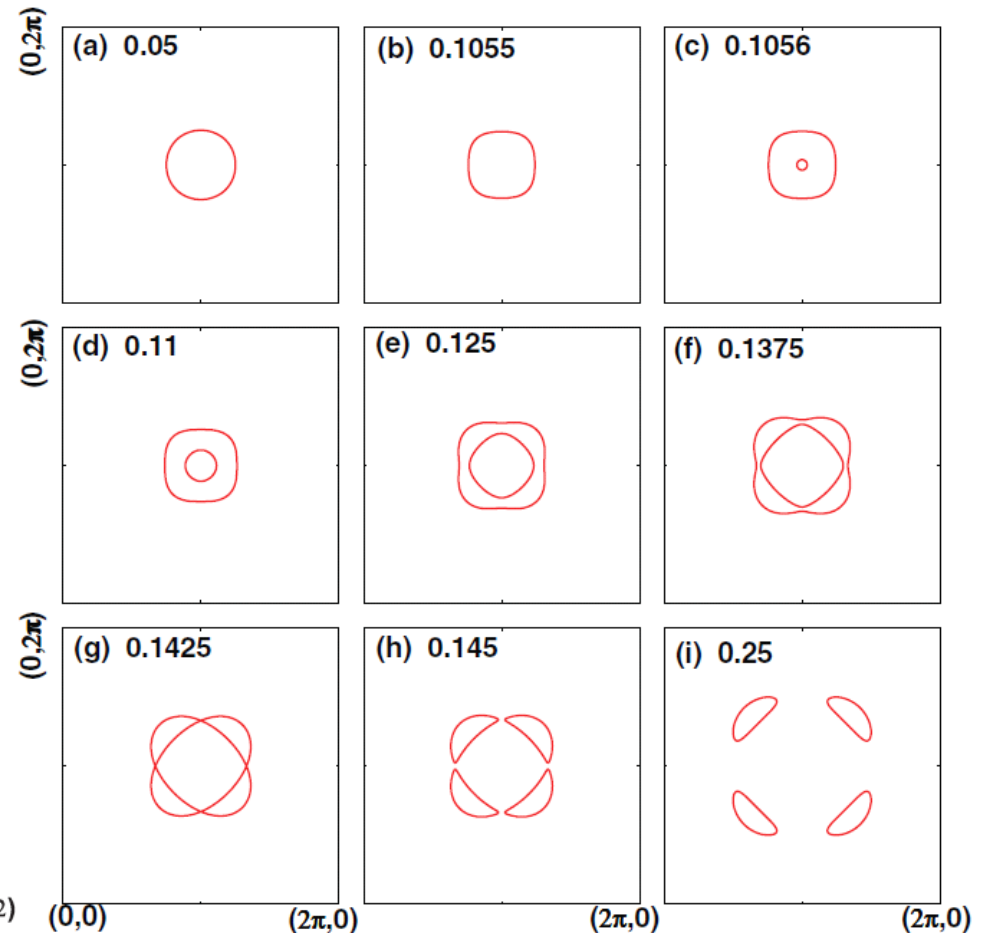 (0,2π)
(a) 0.05
(b) 0.1055
(c) 0.1056
(0,2π)
(d) 0.11
(e) 0.125
(f) 0.1375
(0,2π)
(g) 0.1425
(h) 0.145
(i) 0.25
2)
(0,0)
(2π,0)
(2π,0)
(2π,0)